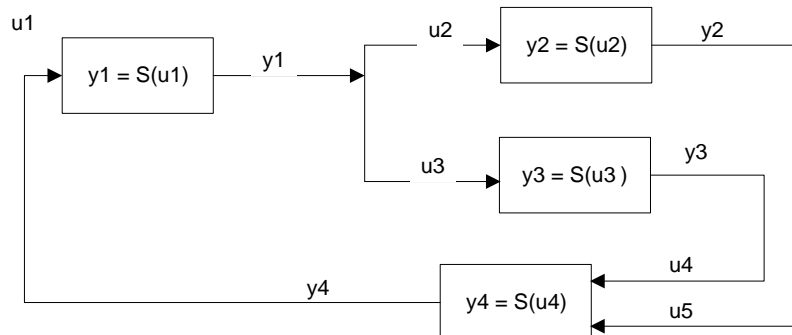 u1
y1 = S(u1)
y1
u2
y2 = S(u2)
y2
u3
y3 = S(u3 )
y3
u4
y4
y4 = S(u4)
u5